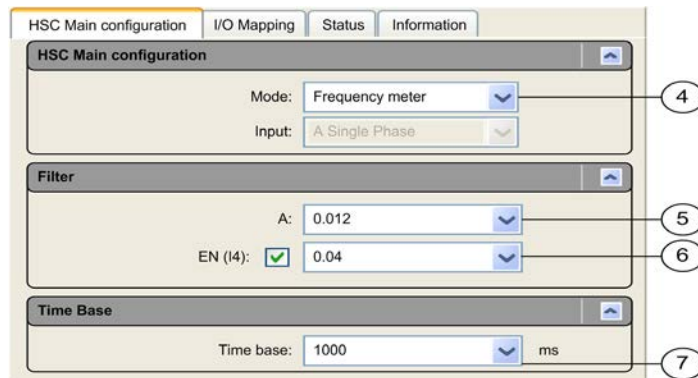 HSC Main configuration I/O Mapping Status Information
HSC Main configuration
Mode: Frequency meter 4
Input: A Single Phase
Filter
A: 0.012 5
EN (I4): 0.04 6
Time Base
Time base: 1000 ms 7